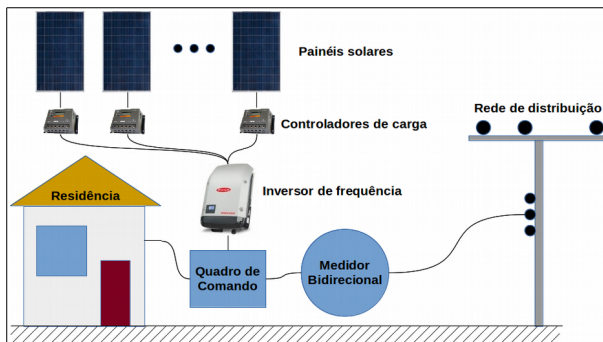 Painéis solares
Rede de distribuição
Controladores de carga
Residência
Inversor de frequência
Quadro de
Comando
Medidor
Bidirecional